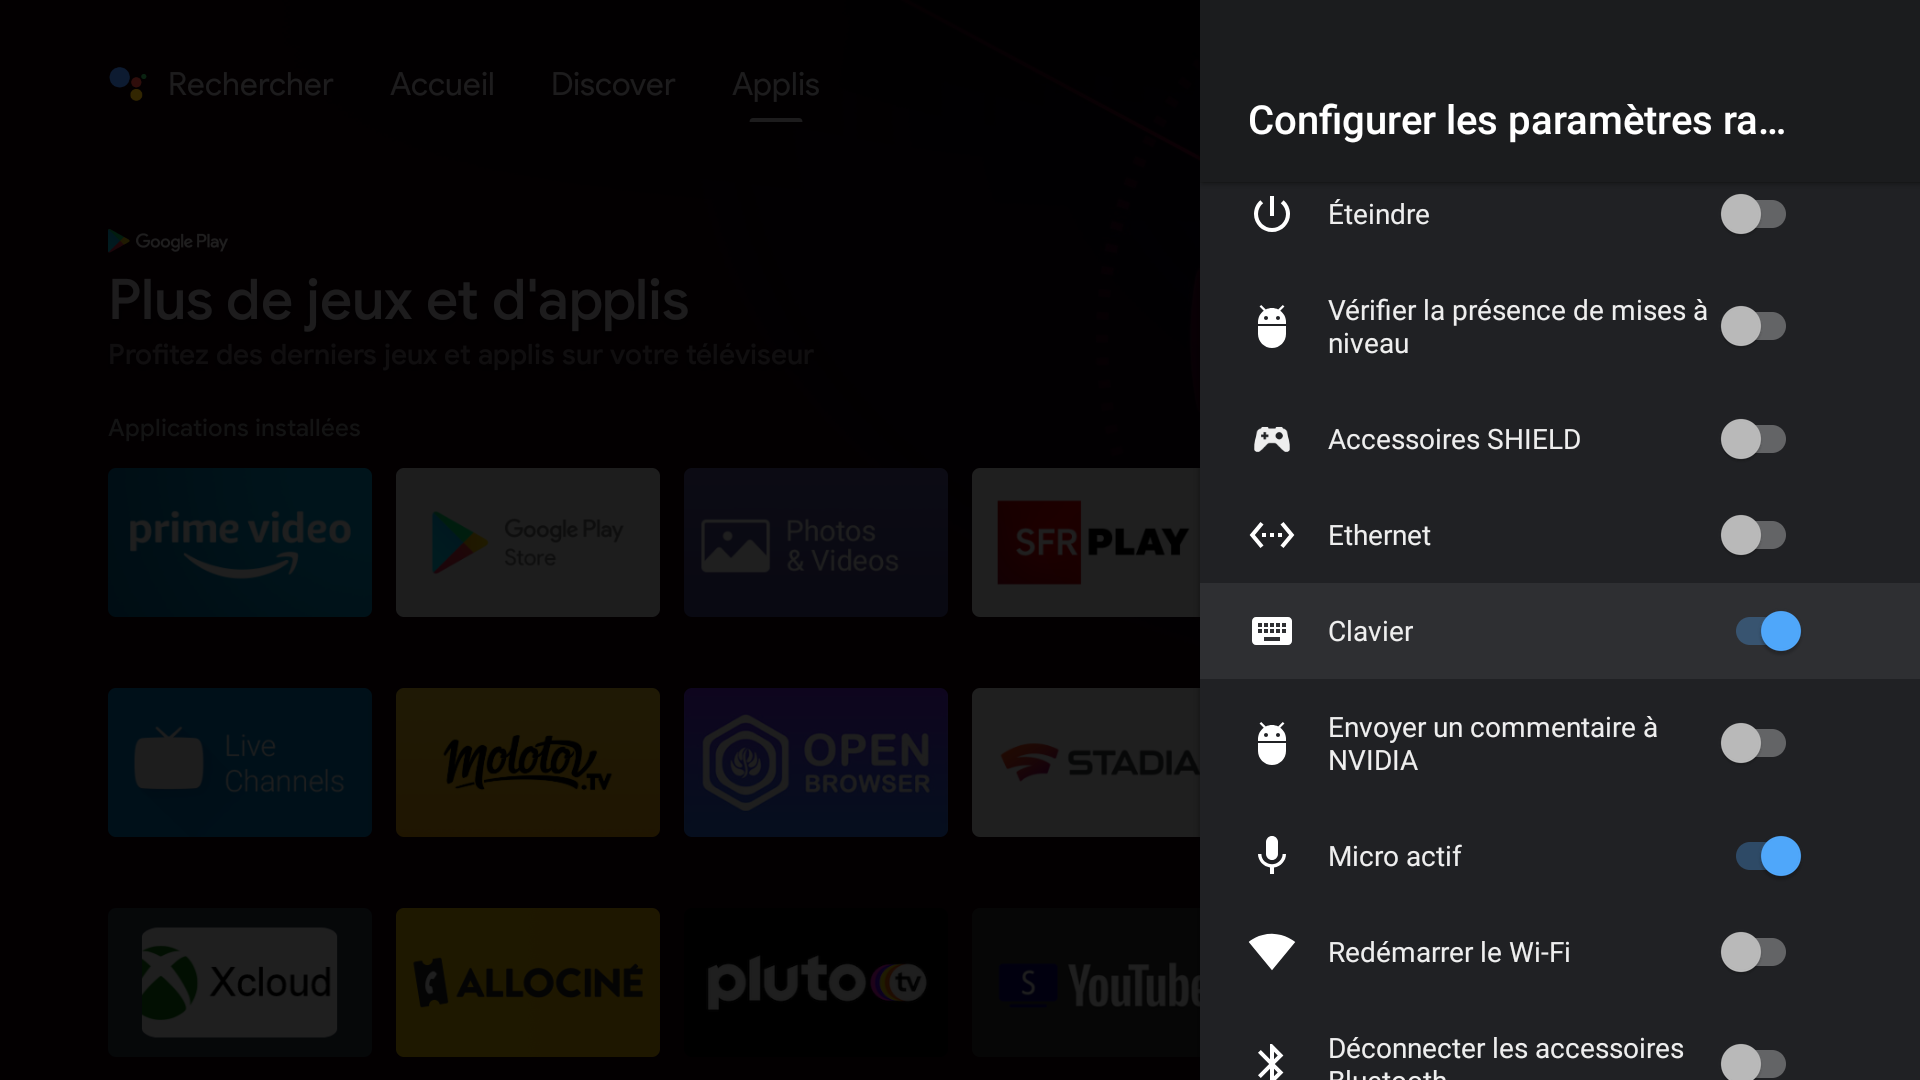 Rechercher
Accueil
Discover
Applis
Google Play
Plus de jeux et d'applis
Profitez des derniers jeux et applis sur votre téléviseur
Applications installées
prime video
Google Play
Store
Photos
& Videos
SFR PLAY
Live
Channels
molotov.TV
OPEN
BROWSER
STADIA
Xcloud
ALLOCINÉ
pluto tv
S YouTube
Configurer les paramètres ra...
Éteindre
Vérifier la présence de mises à
niveau
Accessoires SHIELD
Ethernet
Clavier
Envoyer un commentaire à
NVIDIA
Micro actif
Redémarrer le Wi-Fi
Déconnecter les accessoires
Bluetooth